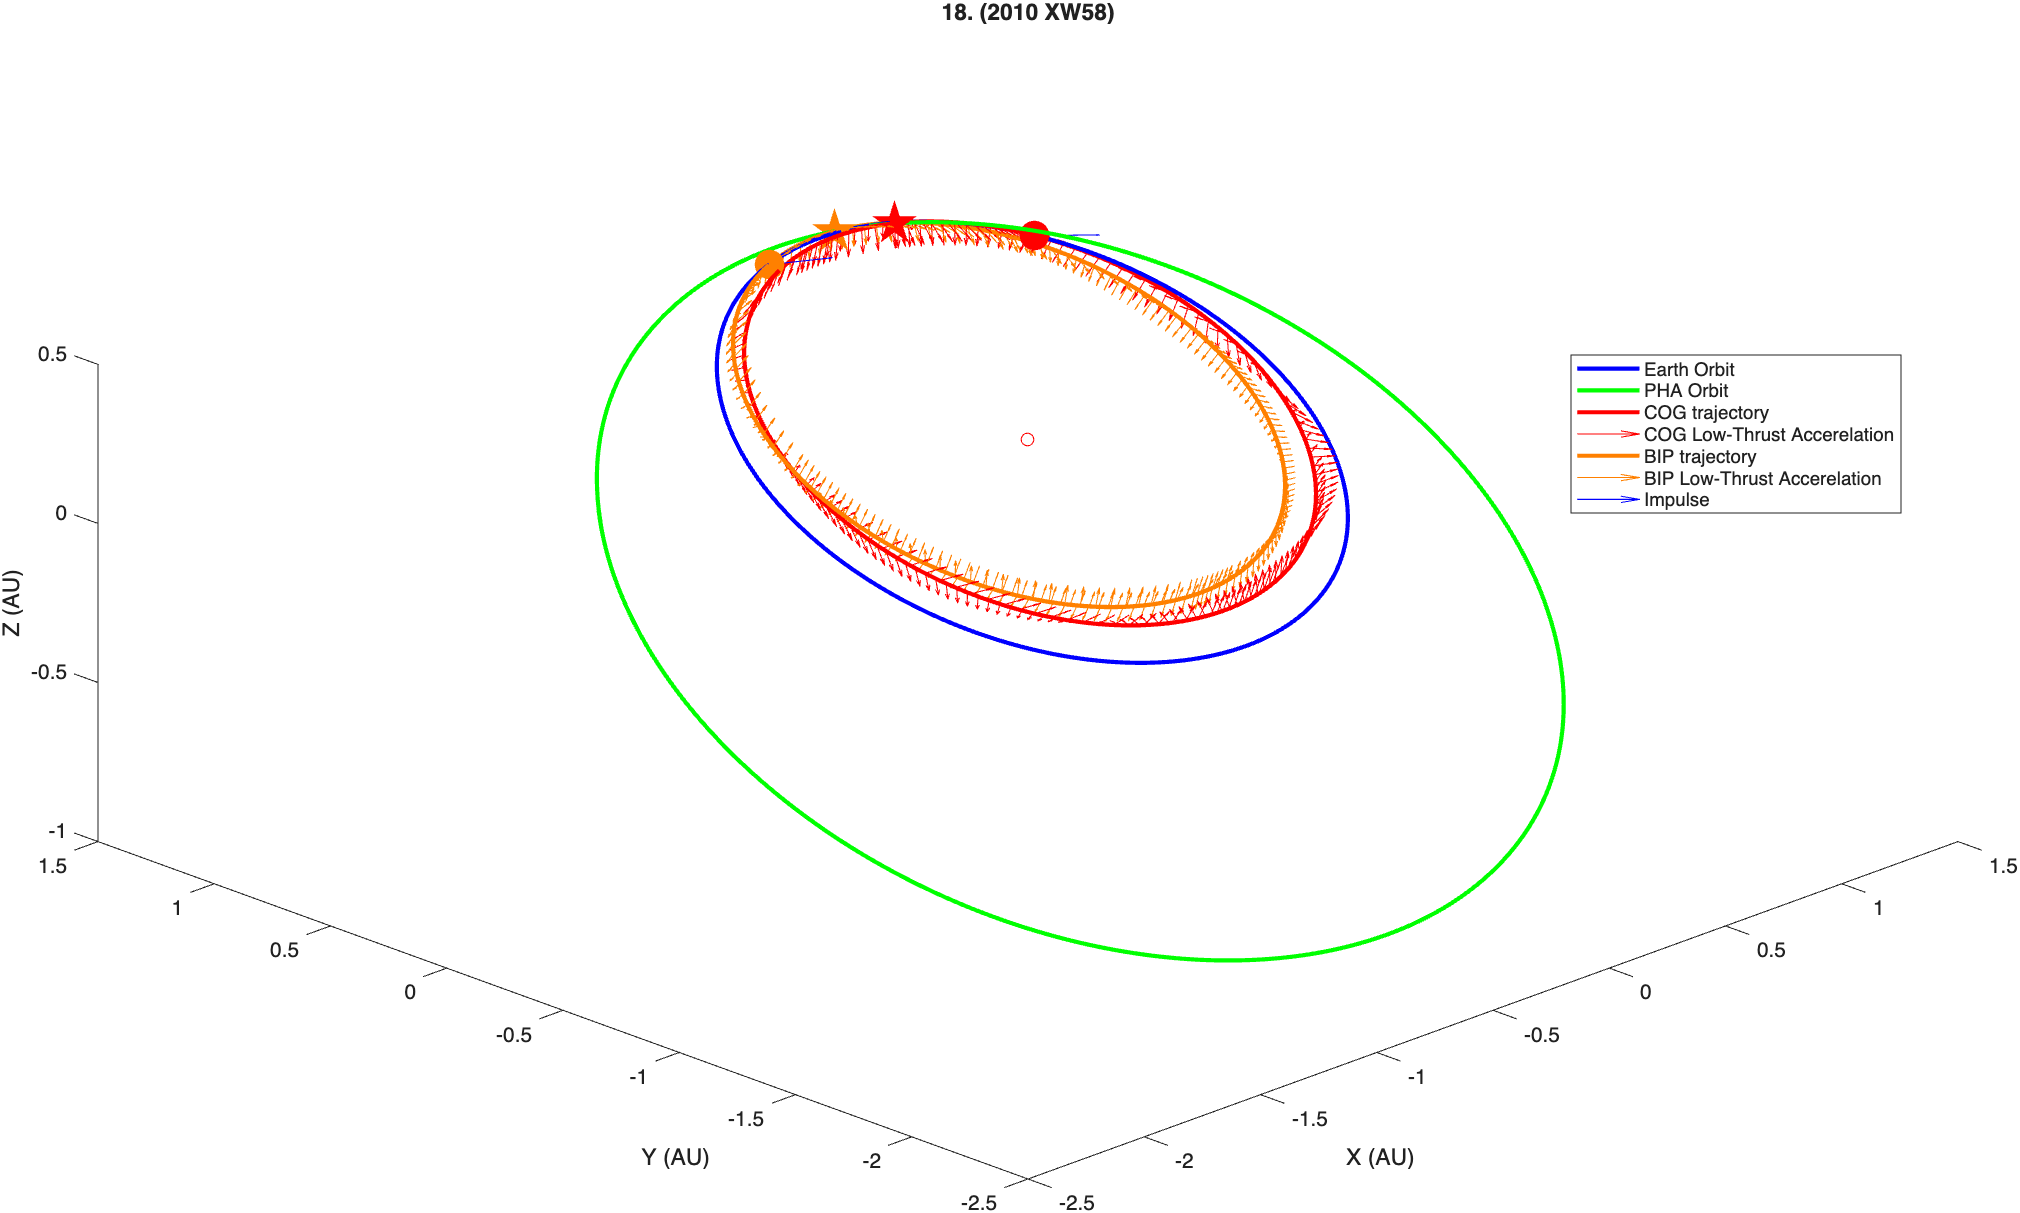 18. (2010 XW58)
0.5
0
-0.5
-1
Z (AU)
1.5
1
0.5
0
-0.5
-1
-1.5
-2
-2.5
Y (AU)
-2.5
-2
-1.5
-1
-0.5
0
0.5
1
1.5
X (AU)
Earth Orbit
PHA Orbit
COG trajectory
COG Low-Thrust Accerelation
BIP trajectory
BIP Low-Thrust Accerelation
Impulse